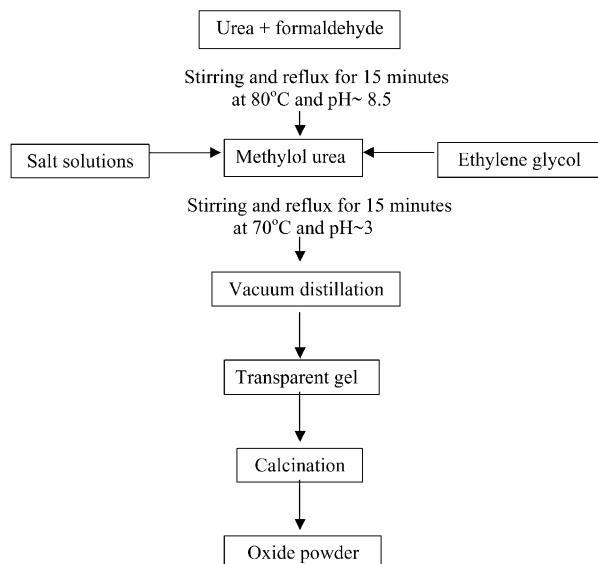 Urea + formaldehyde
Stirring and reflux for 15 minutes
at 80°C and pH~ 8.5
Salt solutions
Methylol urea
Ethylene glycol
Stirring and reflux for 15 minutes
at 70°C and pH~3
Vacuum distillation
Transparent gel
Calcination
Oxide powder